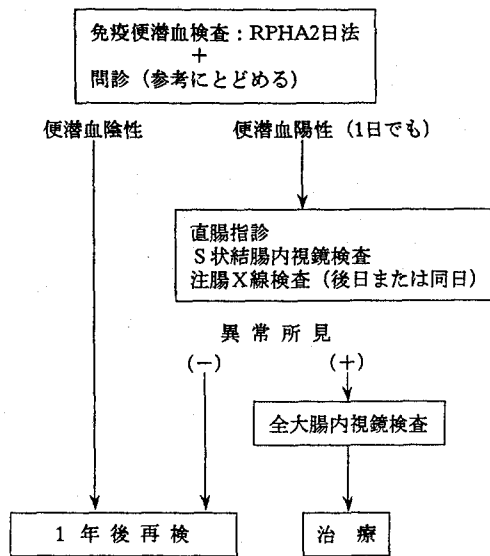 免疫便潜血検査：RPHA2日法
＋
問診（参考にとどめる）
便潜血陰性
便潜血陽性（1日でも）
直腸指診
S状結腸内視鏡検査
注腸X線検査（後日または同日）
異常所見
（−）
（＋）
全大腸内視鏡検査
1年後再検
治療